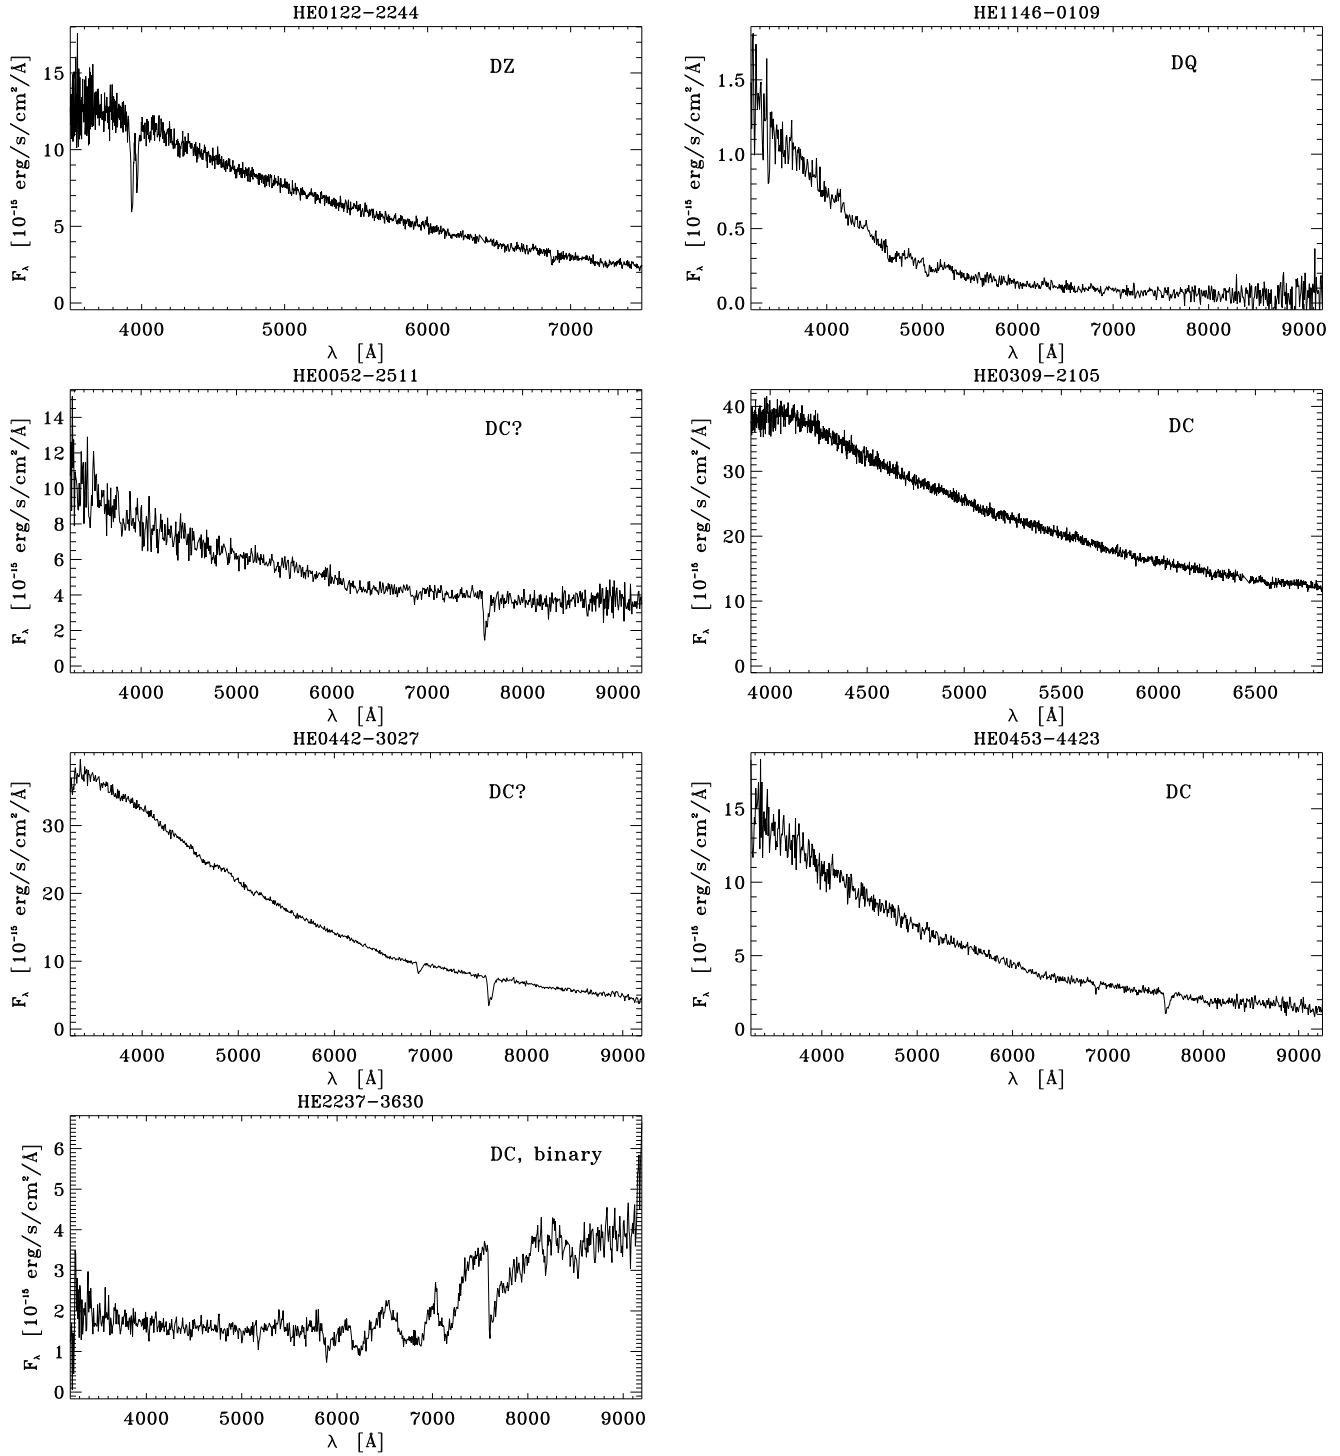 HE0122−2244
DZ
F_λ [10⁻¹⁵ erg/s/cm²/Å]
15
10
5
0
4000 5000 6000 7000
λ [Å]
HE1146−0109
DQ
F_λ [10⁻¹⁵ erg/s/cm²/Å]
1.5
1.0
0.5
0.0
4000 5000 6000 7000 8000 9000
λ [Å]
HE0052−2511
DC?
F_λ [10⁻¹⁵ erg/s/cm²/Å]
14
12
10
8
6
4
2
0
4000 5000 6000 7000 8000 9000
λ [Å]
HE0309−2105
DC
F_λ [10⁻¹⁵ erg/s/cm²/Å]
40
30
20
10
0
4000 4500 5000 5500 6000 6500
λ [Å]
HE0442−3027
DC?
F_λ [10⁻¹⁵ erg/s/cm²/Å]
30
20
10
0
4000 5000 6000 7000 8000 9000
λ [Å]
HE0453−4423
DC
F_λ [10⁻¹⁵ erg/s/cm²/Å]
15
10
5
0
4000 5000 6000 7000 8000 9000
λ [Å]
HE2237−3630
DC, binary
F_λ [10⁻¹⁵ erg/s/cm²/Å]
6
5
4
3
2
1
0
4000 5000 6000 7000 8000 9000
λ [Å]